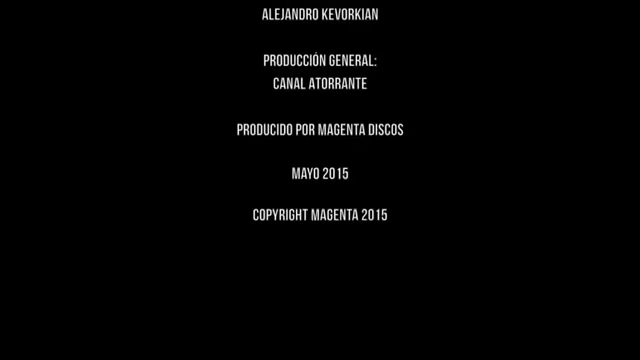 ALEJANDRO KEVORKIAN
PRODUCCIÓN GENERAL:
CANAL ATORRANTE
PRODUCIDO POR MAGENTA DISCOS
MAYO 2015
COPYRIGHT MAGENTA 2015